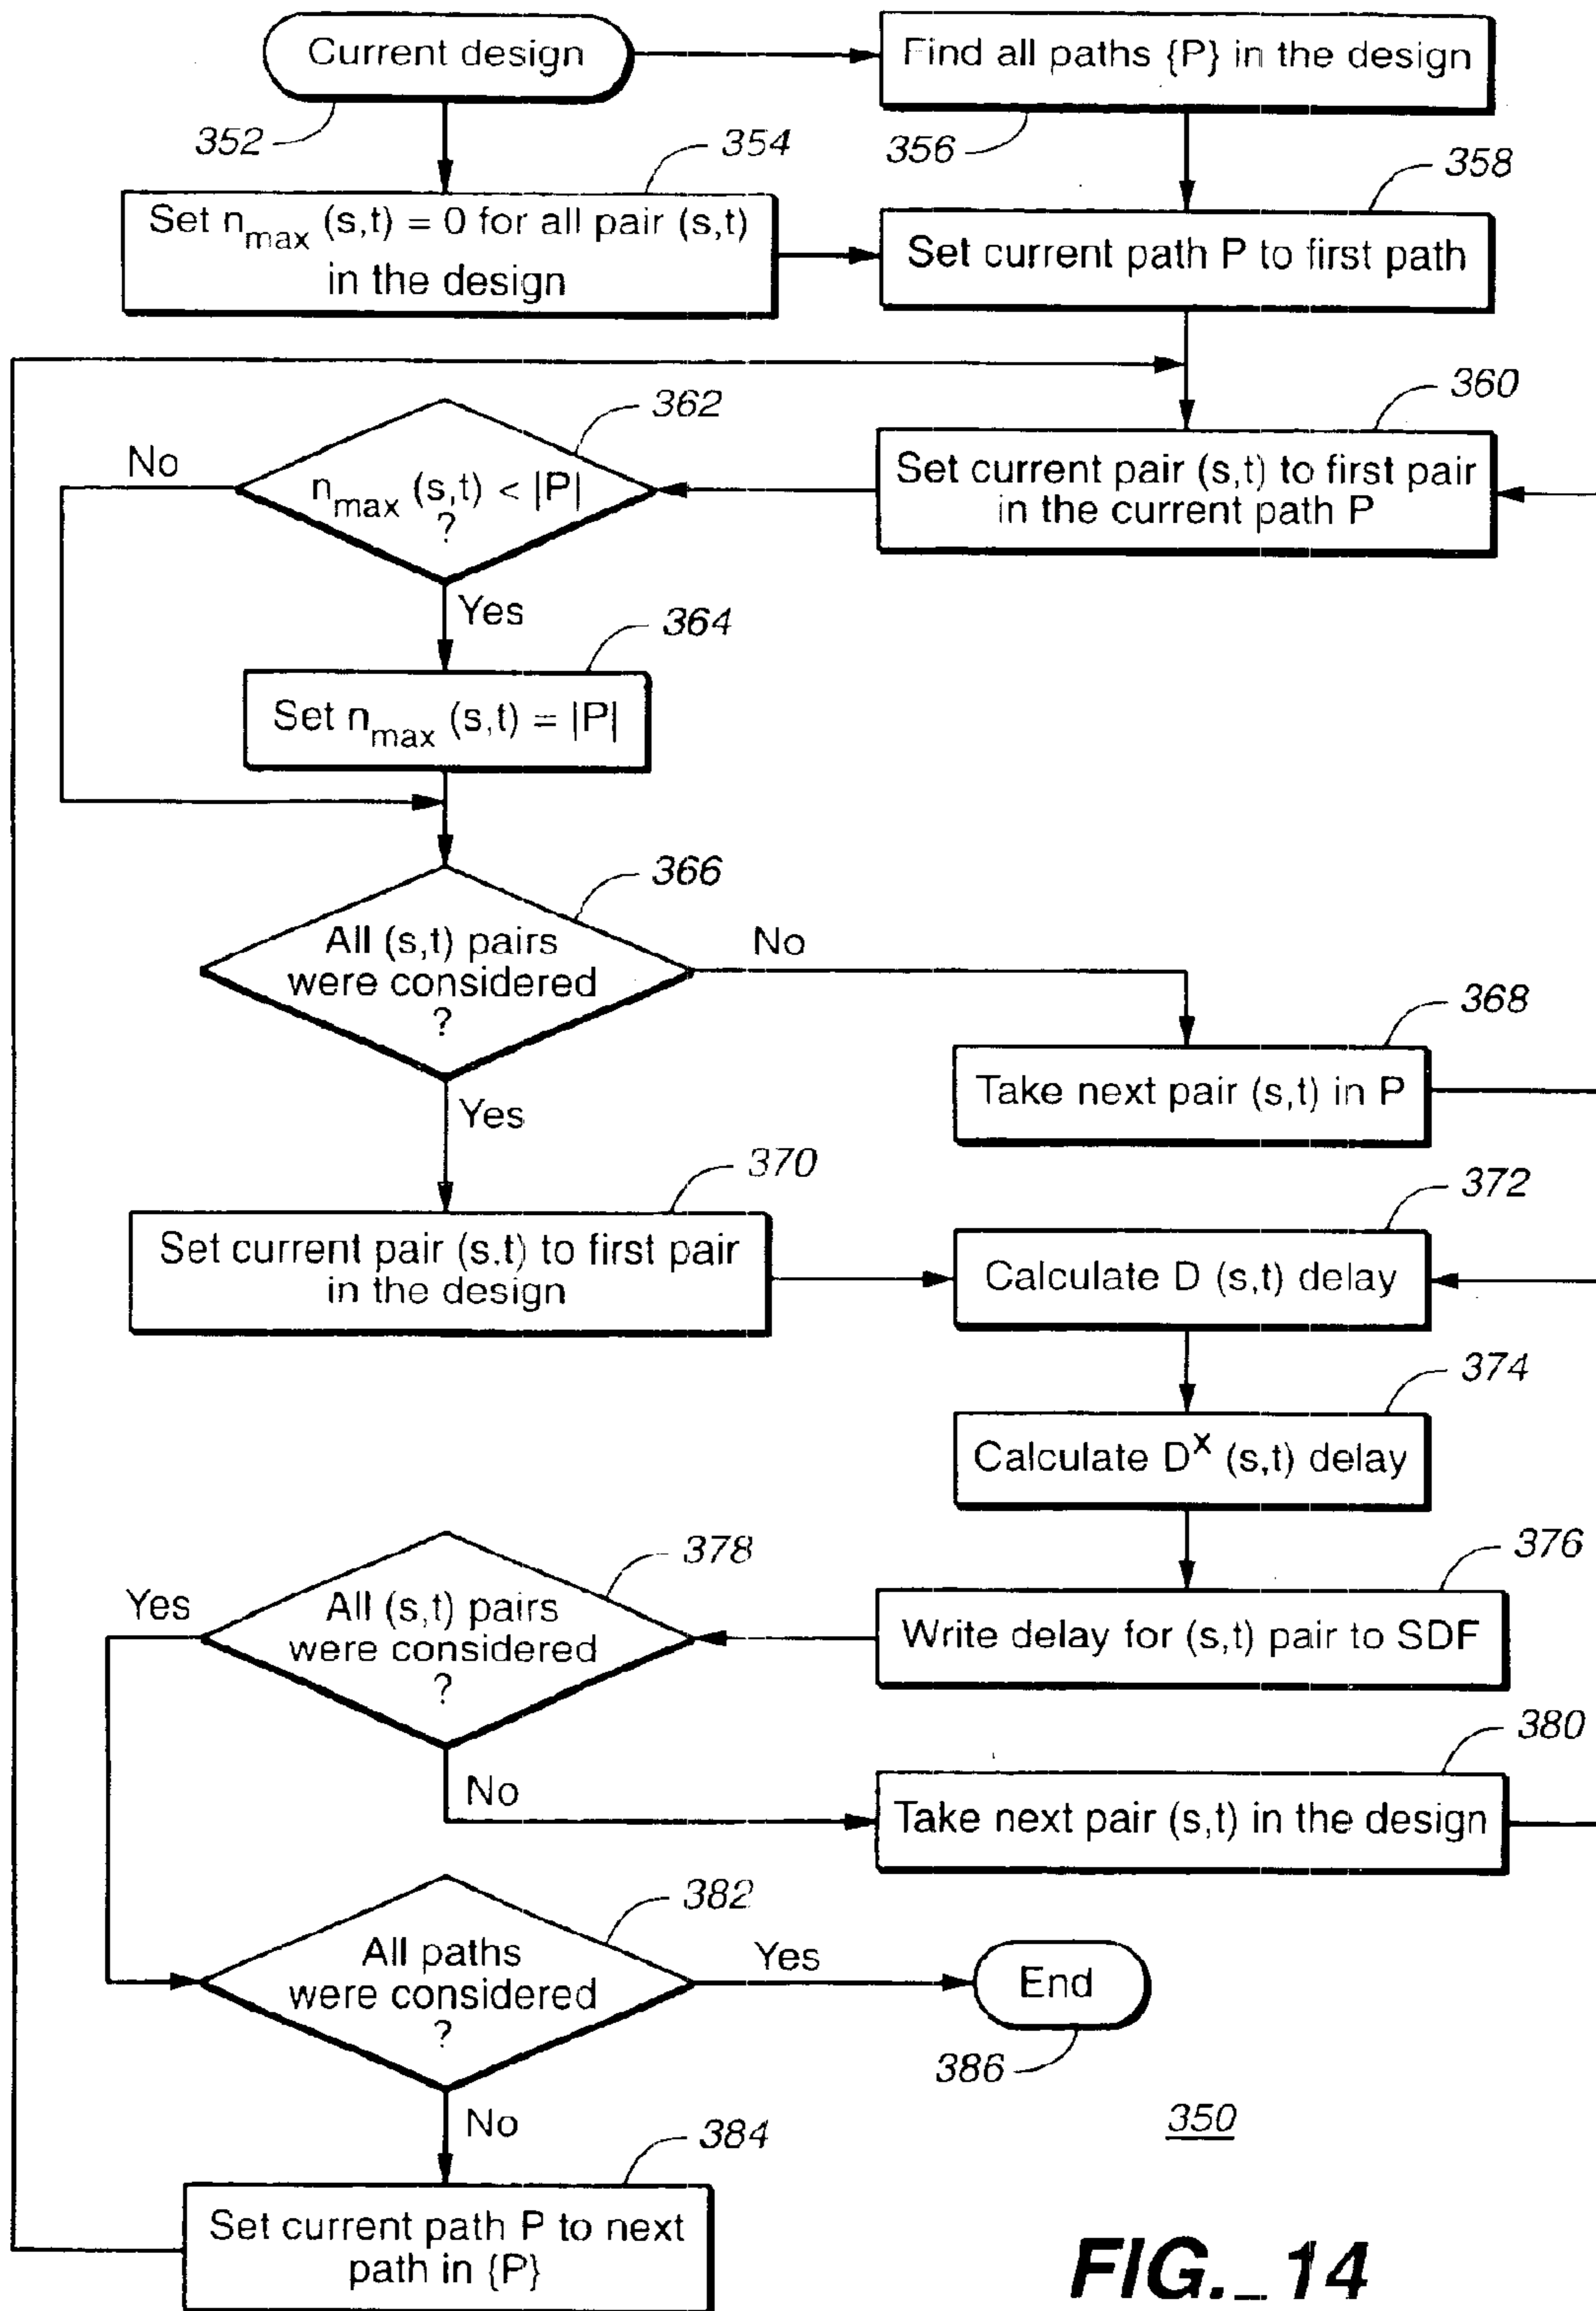 Current design
352
Find all paths {P} in the design
356
354
Set n_max (s,t) = 0 for all pair (s,t)
in the design
358
Set current path P to first path
360
Set current pair (s,t) to first pair
in the current path P
362
n_max (s,t) < |P|
?
No
Yes
364
Set n_max (s,t) = |P|
366
All (s,t) pairs
were considered
?
No
Yes
368
Take next pair (s,t) in P
370
Set current pair (s,t) to first pair
in the design
372
Calculate D (s,t) delay
374
Calculate D^x (s,t) delay
376
Write delay for (s,t) pair to SDF
378
All (s,t) pairs
were considered
?
Yes
No
380
Take next pair (s,t) in the design
382
All paths
were considered
?
Yes
End
386
No
350
384
Set current path P to next
path in {P}
FIG._14